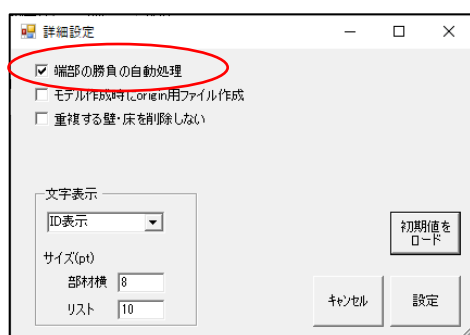 詳細設定
端部の勝負の自動処理
モデル作成時にorigin用ファイル作成
重複する壁・床を削除しない
文字表示
ID表示
サイズ(pt)
部材横 8
リスト 10
初期値を
ロード
キャンセル
設定